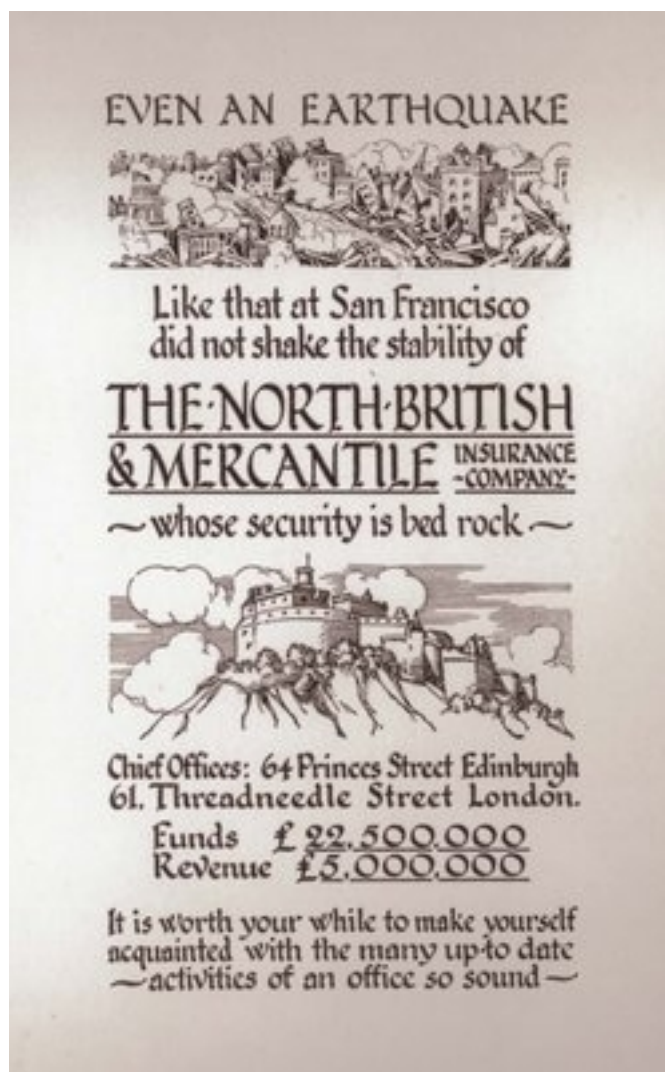 EVEN AN EARTHQUAKE
Like that at San Francisco
did not shake the stability of
THE·NORTH·BRITISH
& MERCANTILE INSURANCE
-COMPANY-
~ whose security is bed rock ~
Chief Offices: 64 Princes Street Edinburgh
61. Threadneedle Street London.
Funds £22,500,000
Revenue £5,000,000
It is worth your while to make yourself
acquainted with the many up-to date
~ activities of an office so sound ~